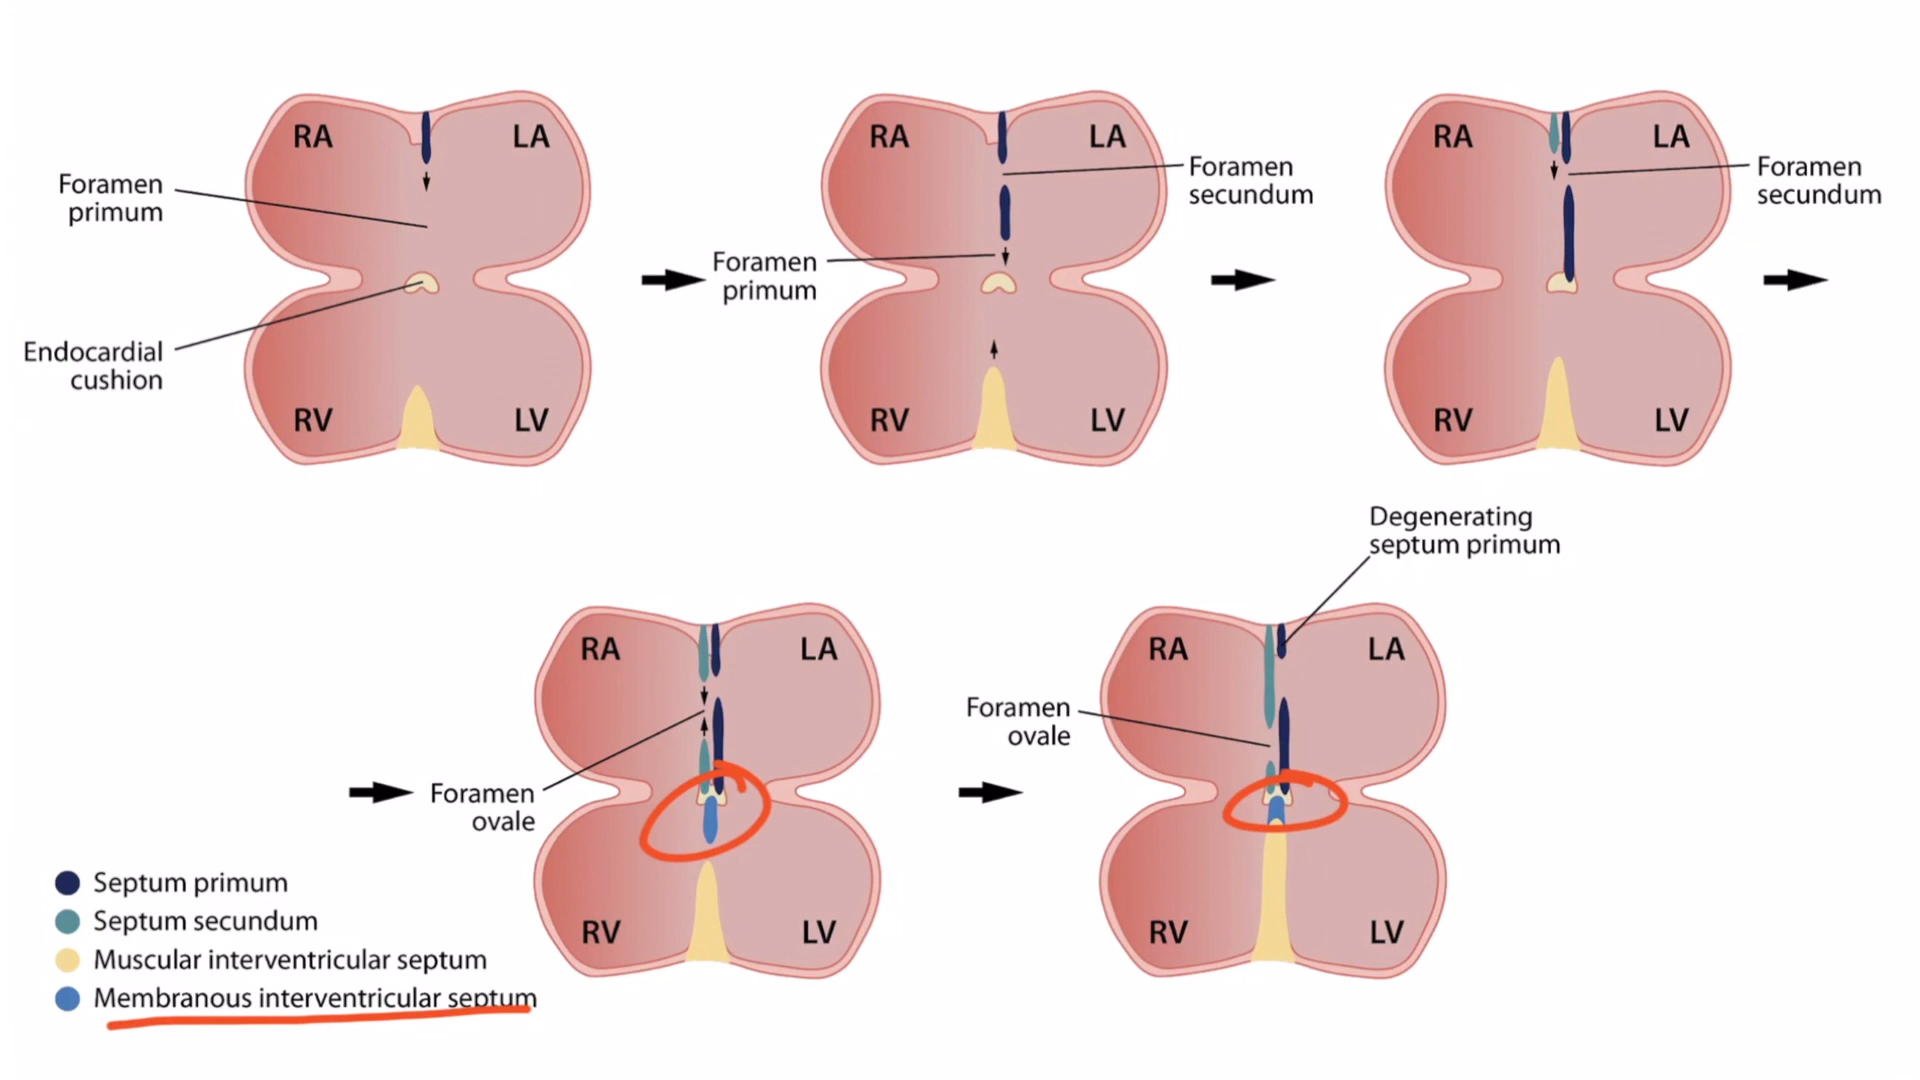 RA
LA
Foramen
primum
Endocardial
cushion
RV
LV
RA
LA
Foramen
secundum
Foramen
primum
RV
LV
RA
LA
Foramen
secundum
RV
LV
RA
LA
Foramen
ovale
RV
LV
Degenerating
septum primum
RA
LA
Foramen
ovale
RV
LV
Septum primum
Septum secundum
Muscular interventricular septum
Membranous interventricular septum